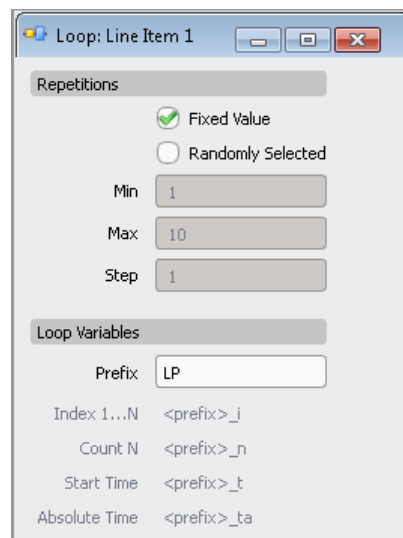 Loop: Line Item 1
Repetitions
Fixed Value
Randomly Selected
Min 1
Max 10
Step 1
Loop Variables
Prefix LP
Index 1...N <prefix>_i
Count N <prefix>_n
Start Time <prefix>_t
Absolute Time <prefix>_ta